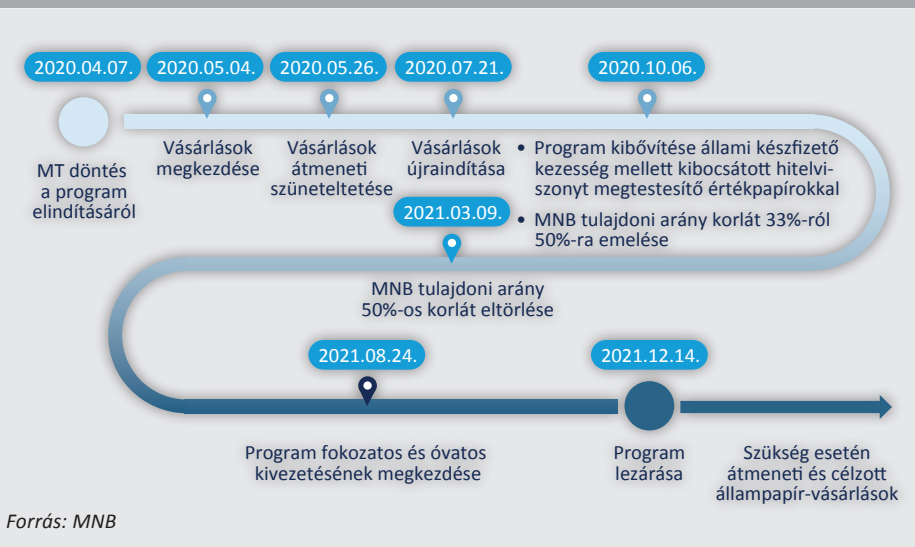 2020.04.07.
MT döntés
a program
elindításáról
2020.05.04.
Vásárlások
megkezdése
2020.05.26.
Vásárlások
átmeneti
szüneteltetése
2020.07.21.
Vásárlások
újraindítása
2020.10.06.
• Program kibővítése állami készfizető
kezesség mellett kibocsátott hitelvi-
szonyt megtestesítő értékpapírokkal
• MNB tulajdoni arány korlát 33%-ról
50%-ra emelése
2021.03.09.
MNB tulajdoni arány
50%-os korlát eltörlése
2021.08.24.
Program fokozatos és óvatos
kivezetésének megkezdése
2021.12.14.
Program
lezárása
Szükség esetén
átmeneti és célzott
állampapír-vásárlások
Forrás: MNB